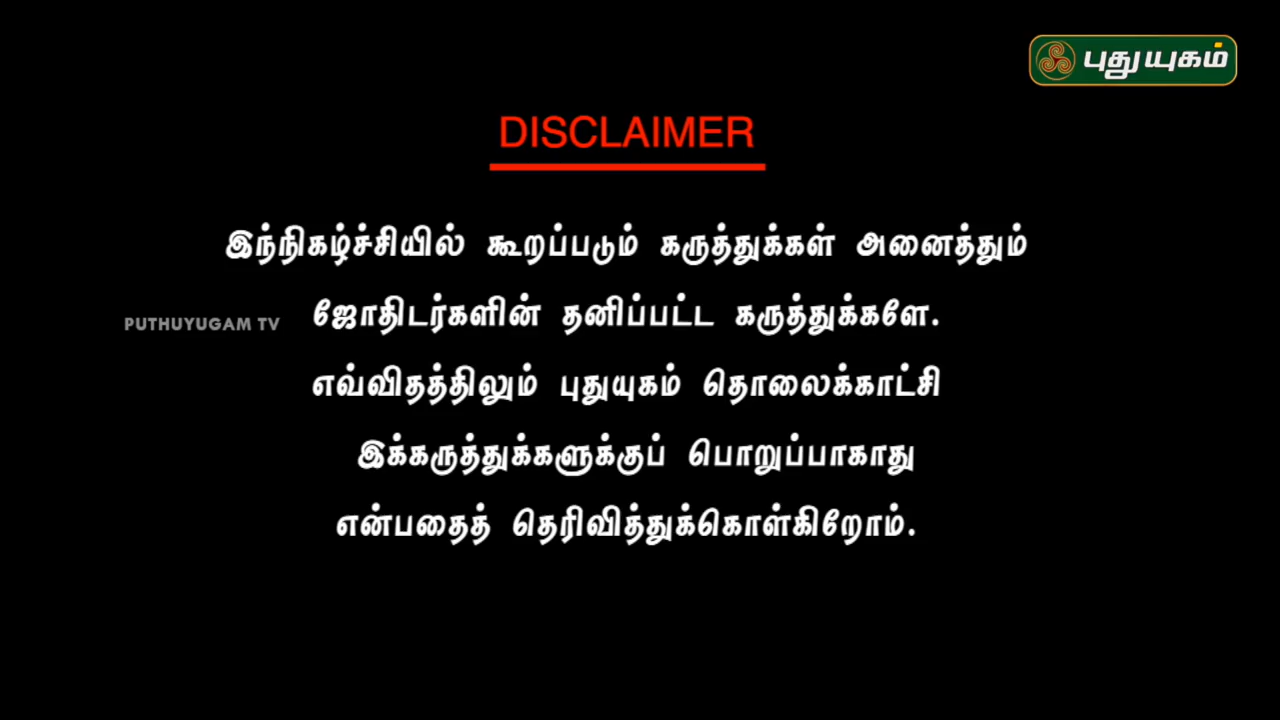 புதுயுகம்
DISCLAIMER
இந்நிகழ்ச்சியில் கூறப்படும் கருத்துக்கள் அனைத்தும்
PUTHUYUGAM TV
ஜோதிடர்களின் தனிப்பட்ட கருத்துக்களே.
எவ்விதத்திலும் புதுயுகம் தொலைக்காட்சி
இக்கருத்துக்களுக்குப் பொறுப்பாகாது
என்பதைத் தெரிவித்துக்கொள்கிறோம்.